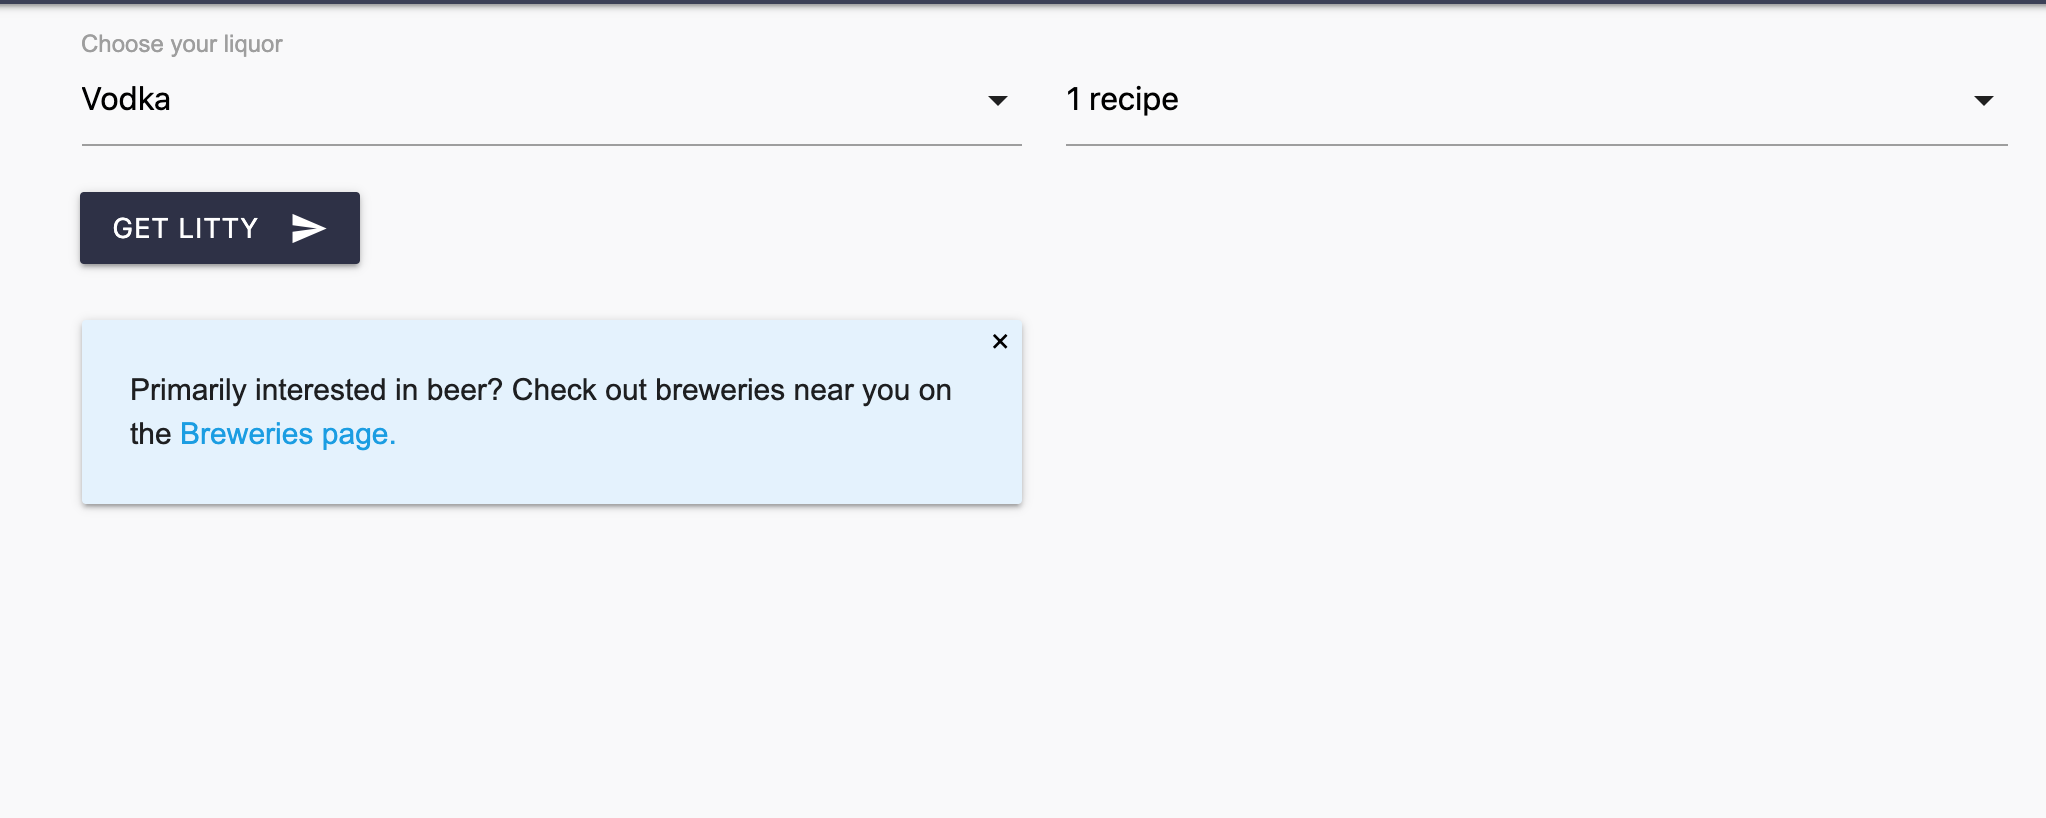 Choose your liquor
Vodka
1 recipe
GET LITTY
Primarily interested in beer? Check out breweries near you on
the Breweries page.